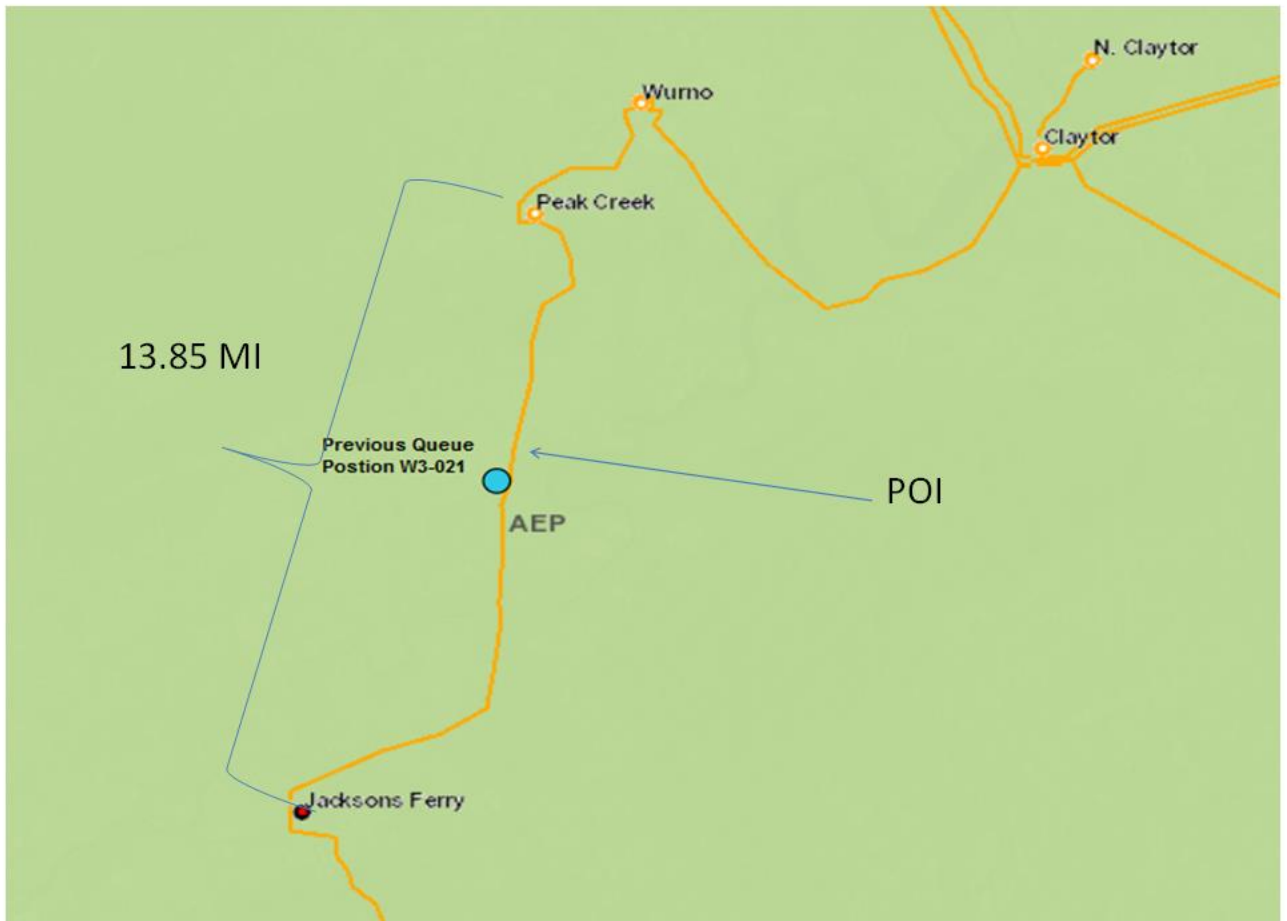 N. Claytor
Wurno
Claytor
Peak Creek
13.85 MI
Previous Queue
Postion W3-021
POI
AEP
Jacksons Ferry